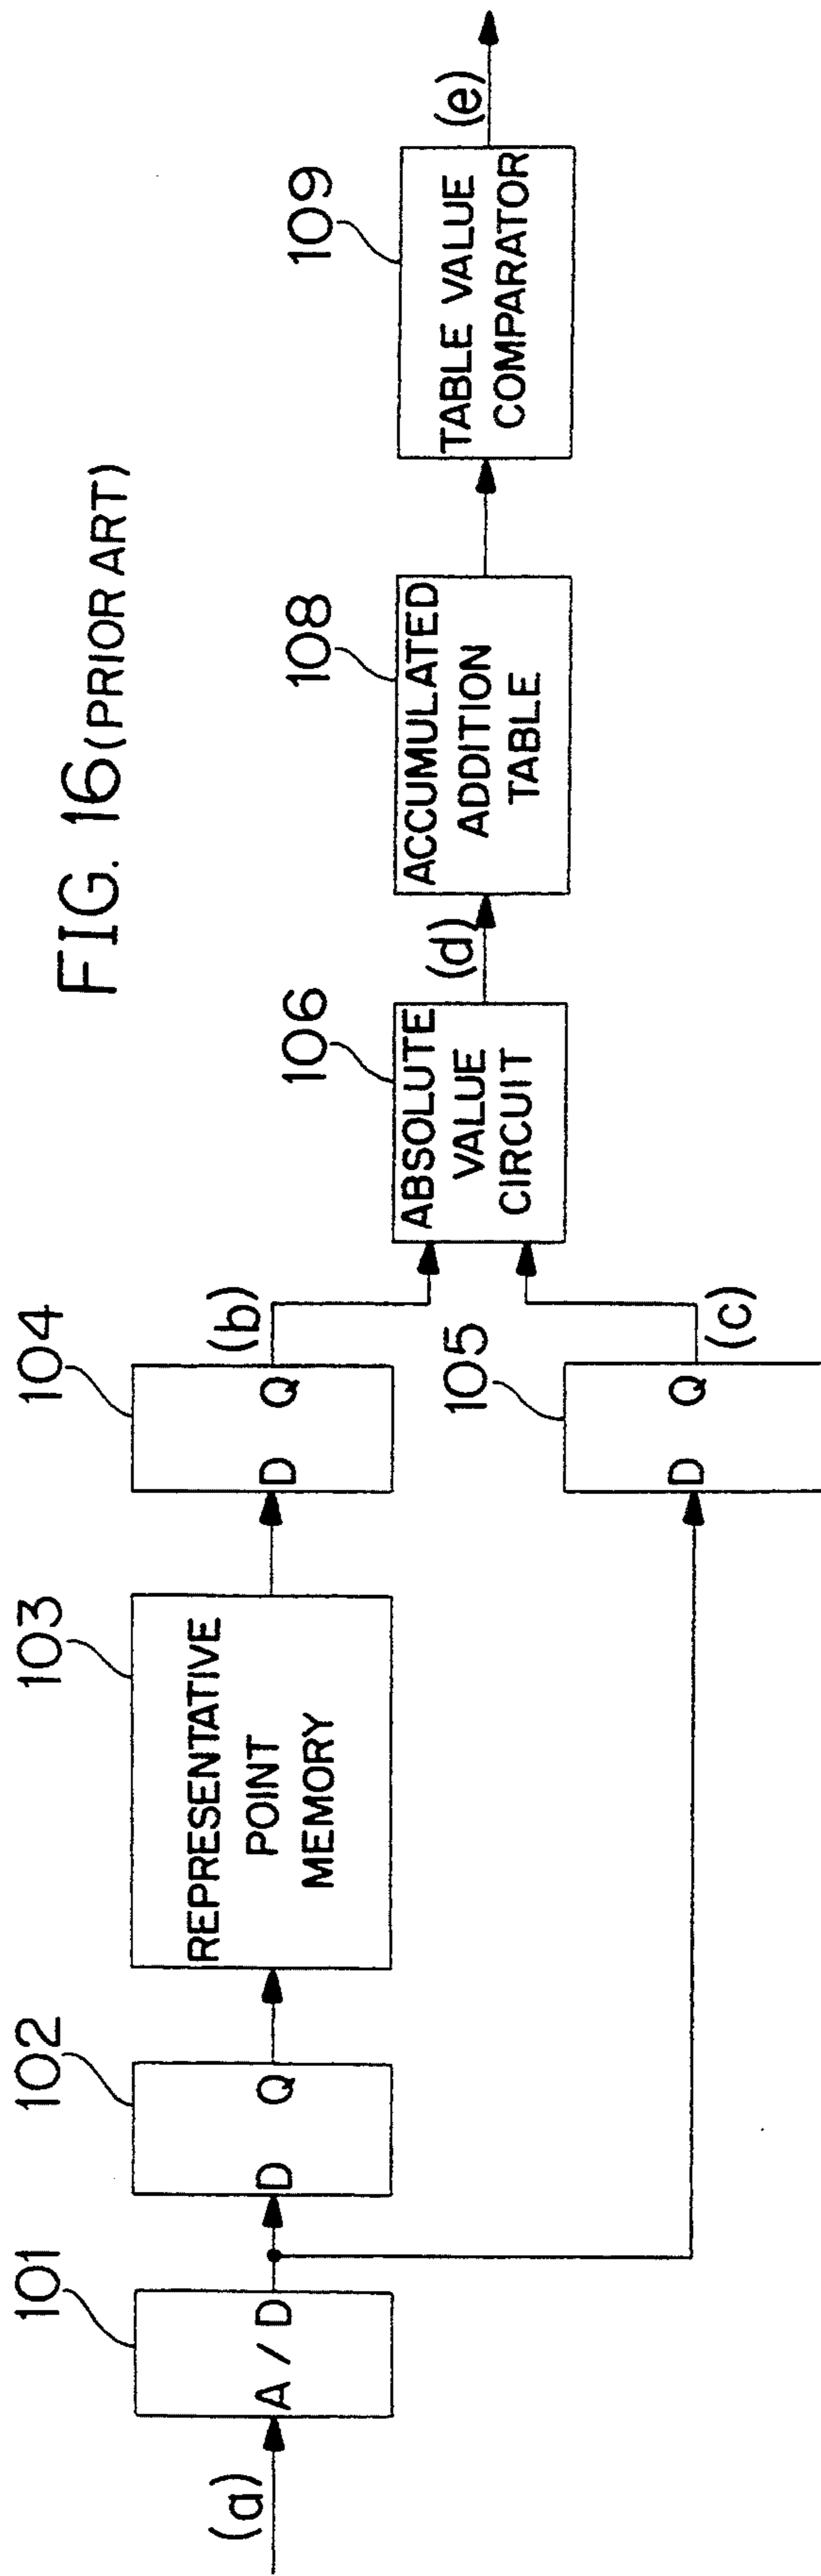 FIG. 16 (PRIOR ART)
101
102
103
104
105
106
108
109
(a)
A / D
D Q
REPRESENTATIVE
POINT
MEMORY
D Q
(b)
D Q
(c)
ABSOLUTE
VALUE
CIRCUIT
(d)
ACCUMULATED
ADDITION
TABLE
TABLE VALUE
COMPARATOR
(e)